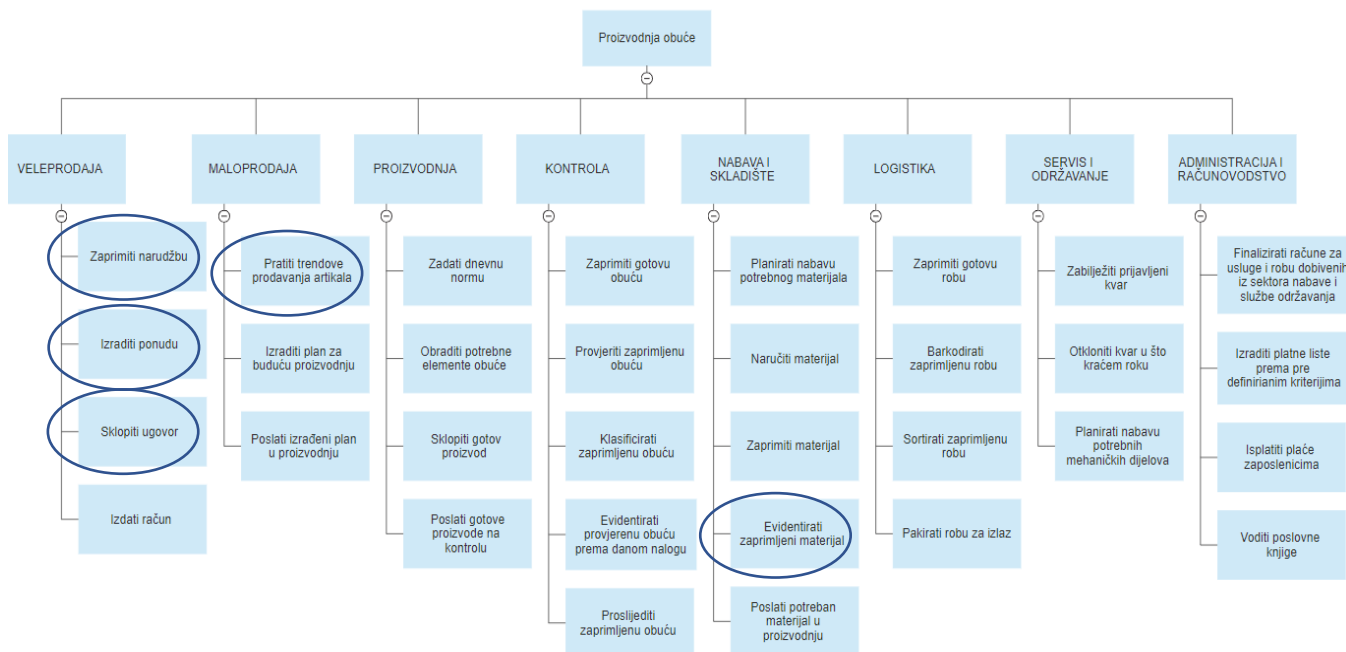 Proizvodnja obuće
VELEPRODAJA
MALOPRODAJA
PROIZVODNJA
KONTROLA
NABAVA I
SKLADIŠTE
LOGISTIKA
SERVIS I
ODRŽAVANJE
ADMINISTRACIJA I
RAČUNOVODSTVO
Zaprimiti narudžbu
Izraditi ponudu
Sklopiti ugovor
Izdati račun
Pratiti trendove
prodavanja artikala
Izraditi plan za
buduću proizvodnju
Poslati izrađeni plan
u proizvodnju
Zadati dnevnu
normu
Obraditi potrebne
elemente obuće
Sklopiti gotov
proizvod
Poslati gotove
proizvode na
kontrolu
Zaprimiti gotovu
obuću
Provjeriti zaprimljenu
obuću
Klasificirati
zaprimljenu obuću
Evidentirati
provjerenu obuću
prema danom nalogu
Proslijediti
zaprimljenu obuću
Planirati nabavu
potrebnog materijala
Naručiti materijal
Zaprimiti materijal
Evidentirati
zaprimljeni materijal
Poslati potreban
materijal u
proizvodnju
Zaprimiti gotovu
robu
Barkodirati
zaprimljenu robu
Sortirati zaprimljenu
robu
Pakirati robu za izlaz
Zabilježiti prijavljeni
kvar
Otkloniti kvar u što
kraćem roku
Planirati nabavu
potrebnih
mehaničkih dijelova
Finalizirati račune za
usluge i robu dobivenih
iz sektora nabave i
službe održavanja
Izraditi platne liste
prema pre
definirianim kriterijima
Isplatiti plaće
zaposlenicima
Voditi poslovne
knjige